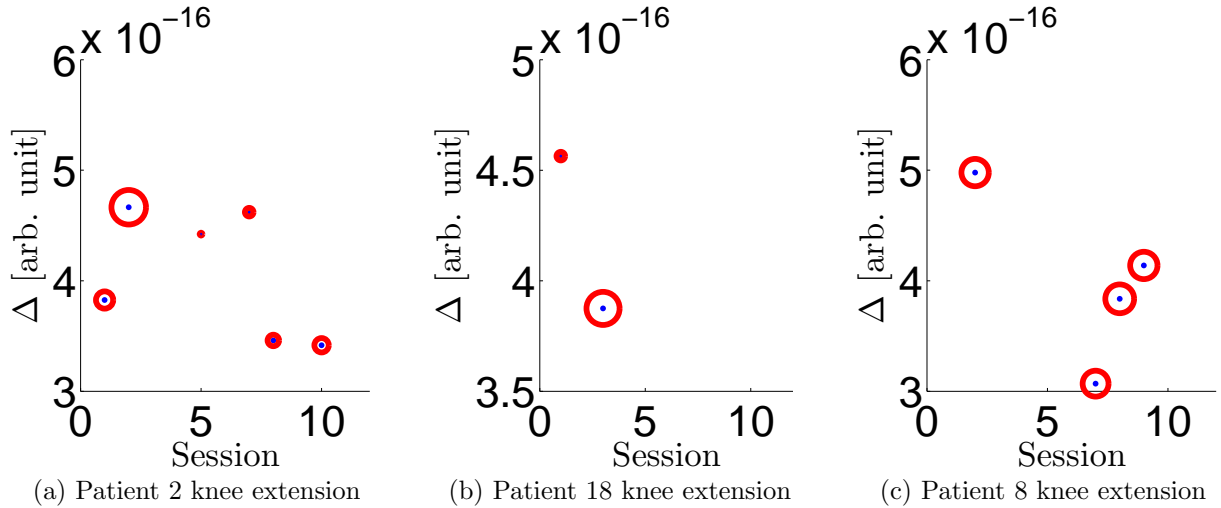 x 10⁻¹⁶
6
5
4
3
0 5 10
Δ [arb. unit]
Session
(a) Patient 2 knee extension
x 10⁻¹⁶
5
4.5
4
3.5
0 5 10
Δ [arb. unit]
Session
(b) Patient 18 knee extension
x 10⁻¹⁶
6
5
4
3
0 5 10
Δ [arb. unit]
Session
(c) Patient 8 knee extension